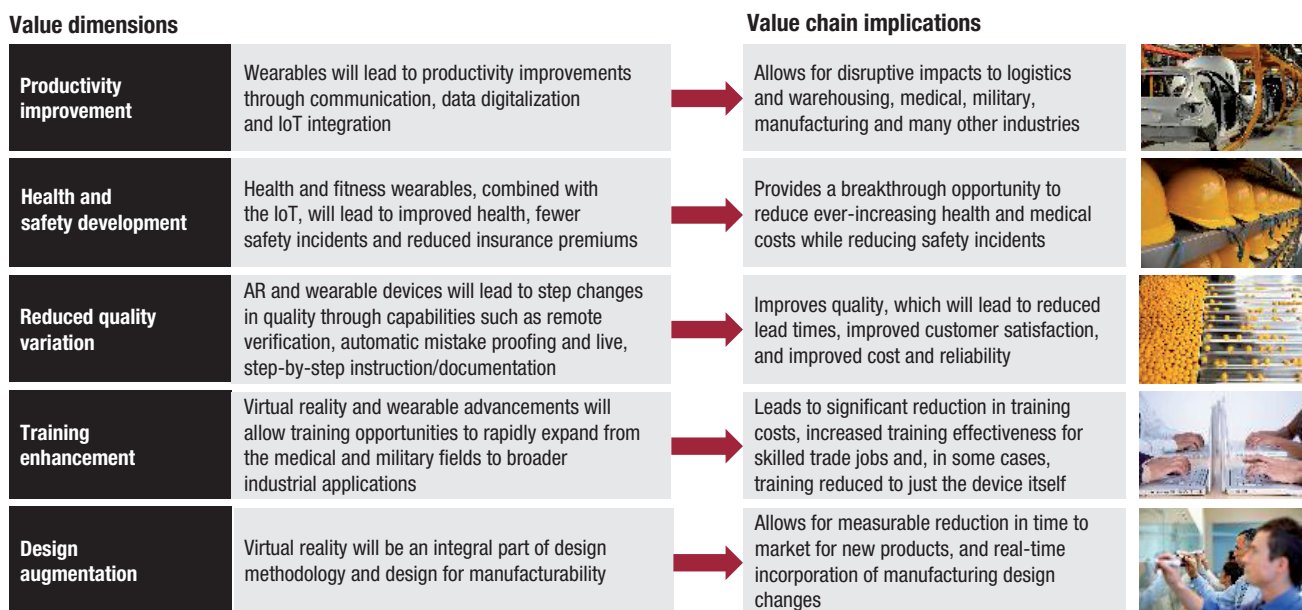 Value dimensions
Value chain implications
Productivity
improvement
Wearables will lead to productivity improvements
through communication, data digitalization
and IoT integration
Allows for disruptive impacts to logistics
and warehousing, medical, military,
manufacturing and many other industries
Health and
safety development
Health and fitness wearables, combined with
the IoT, will lead to improved health, fewer
safety incidents and reduced insurance premiums
Provides a breakthrough opportunity to
reduce ever-increasing health and medical
costs while reducing safety incidents
Reduced quality
variation
AR and wearable devices will lead to step changes
in quality through capabilities such as remote
verification, automatic mistake proofing and live,
step-by-step instruction/documentation
Improves quality, which will lead to reduced
lead times, improved customer satisfaction,
and improved cost and reliability
Training
enhancement
Virtual reality and wearable advancements will
allow training opportunities to rapidly expand from
the medical and military fields to broader
industrial applications
Leads to significant reduction in training
costs, increased training effectiveness for
skilled trade jobs and, in some cases,
training reduced to just the device itself
Design
augmentation
Virtual reality will be an integral part of design
methodology and design for manufacturability
Allows for measurable reduction in time to
market for new products, and real-time
incorporation of manufacturing design
changes